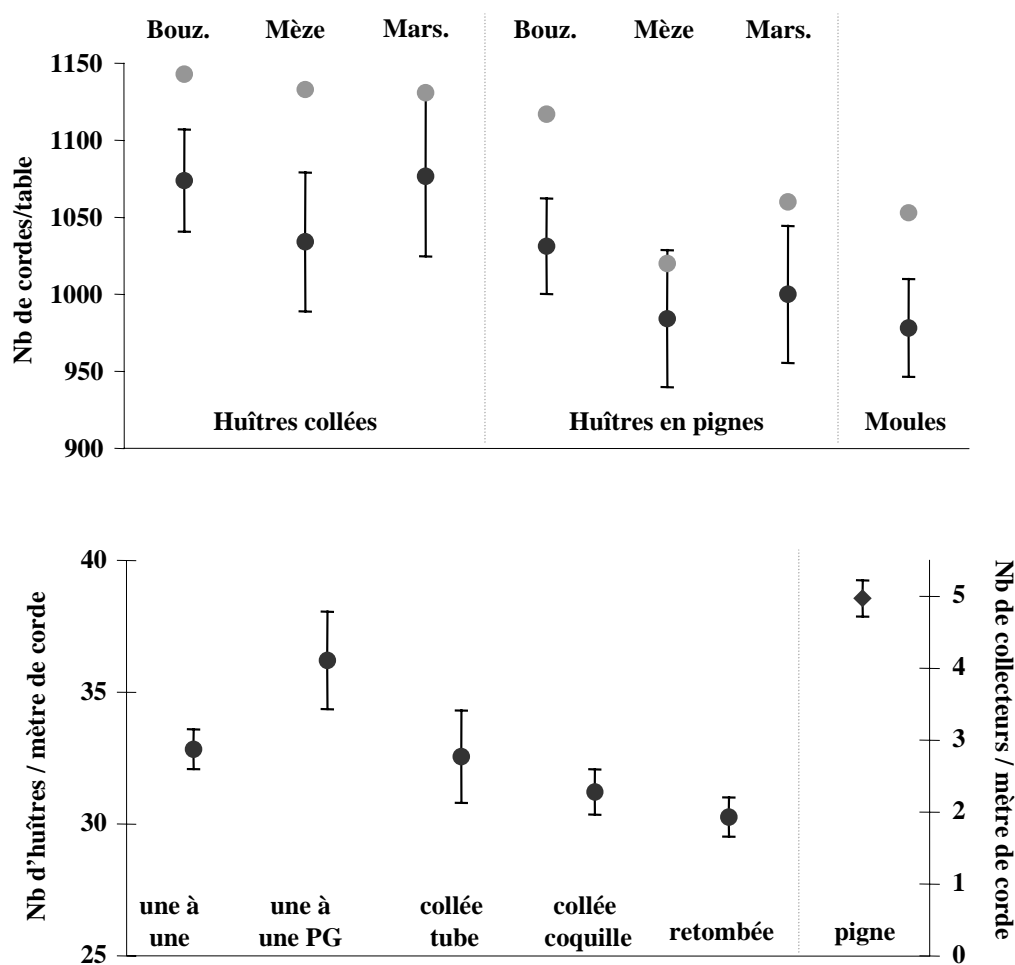 Bouz. Mèze Mars. Bouz. Mèze Mars.
Nb de cordes/table
1150
1100
1050
1000
950
900
Huîtres collées Huîtres en pignes Moules
Nb d'huîtres / mètre de corde
40
35
30
25
une à
une
une à
une PG
collée
tube
collée
coquille
retombée
pigne
5
4
3
2
1
0
Nb de collecteurs / mètre de corde